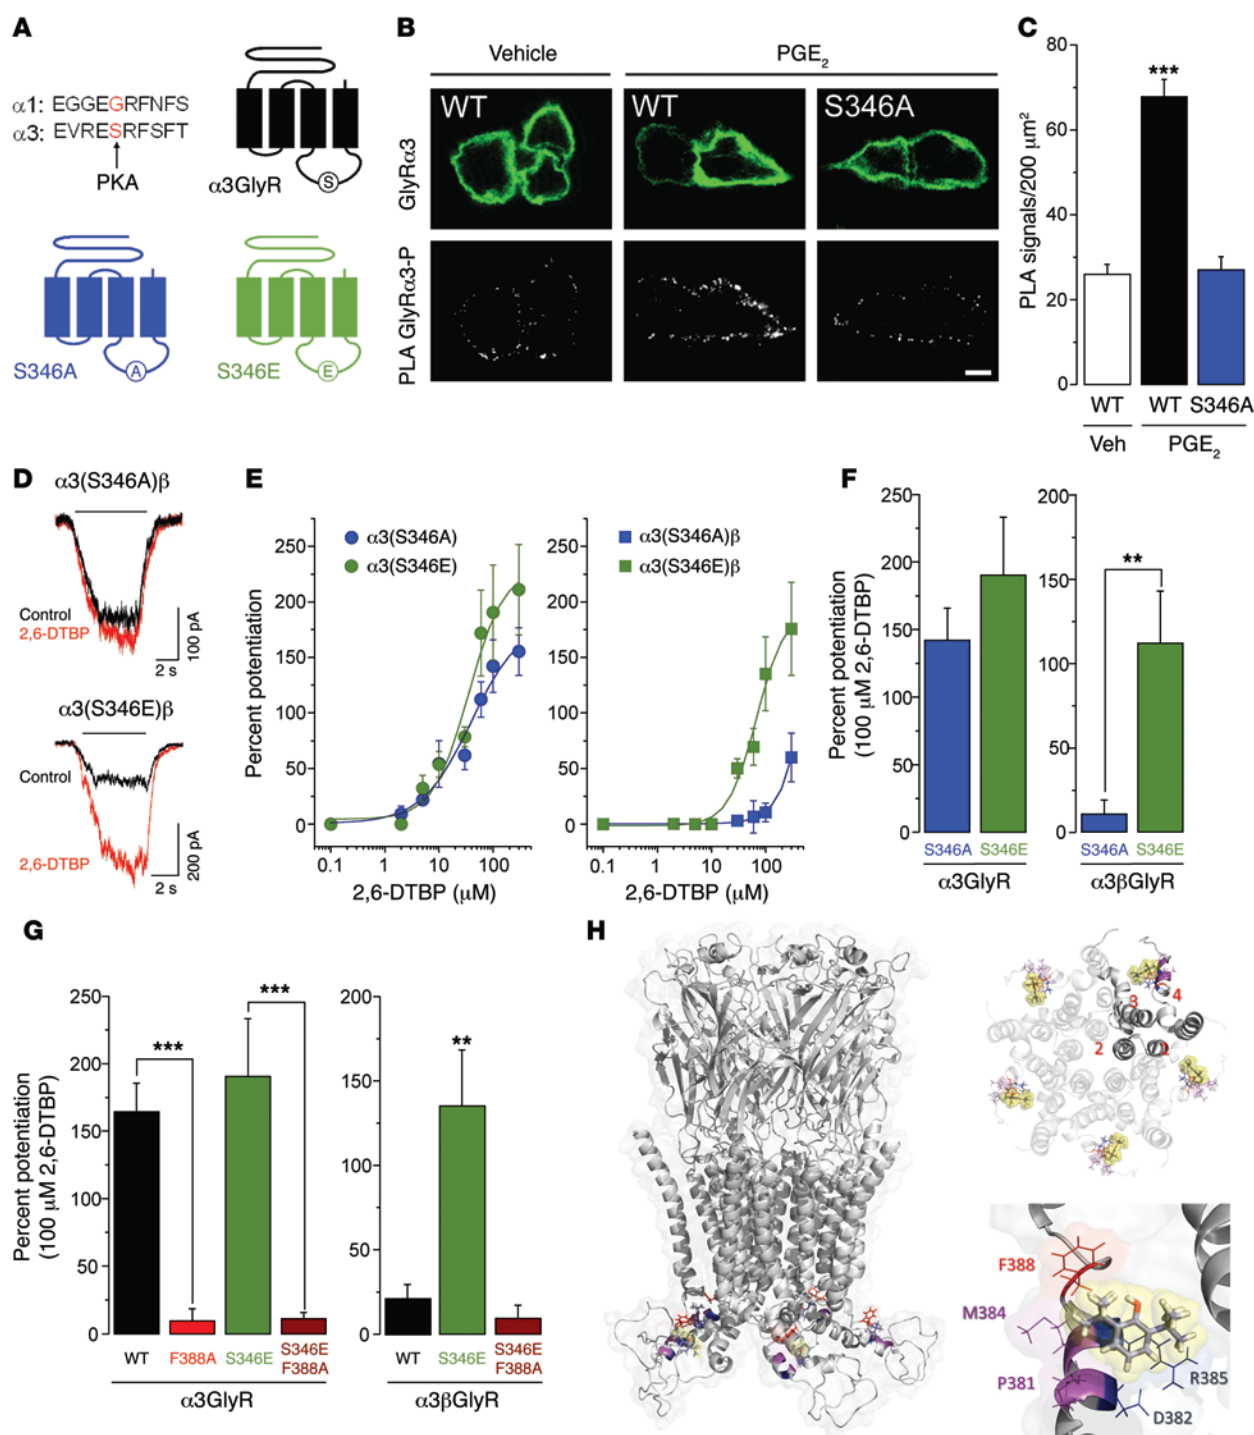 A
α1: EGGEGRFNFS
α3: EVRESRFSFT
PKA
α3GlyR
S
S346A
A
S346E
E
B
Vehicle
PGE2
WT
WT
S346A
GlyRα3
PLA GlyRα3-P
C
PLA signals/200 μm²
80
60
40
20
0
***
WT
WT
S346A
Veh
PGE2
D
α3(S346A)β
Control
2,6-DTBP
100 pA
2 s
α3(S346E)β
Control
2,6-DTBP
200 pA
2 s
E
Percent potentiation
250
200
150
100
50
0
α3(S346A)
α3(S346E)
0.1
1
10
100
2,6-DTBP (μM)
250
200
150
100
50
0
α3(S346A)β
α3(S346E)β
0.1
1
10
100
2,6-DTBP (μM)
F
Percent potentiation
(100 μM 2,6-DTBP)
250
200
150
100
50
0
S346A
S346E
α3GlyR
200
150
100
50
0
**
S346A
S346E
α3βGlyR
G
Percent potentiation
(100 μM 2,6-DTBP)
250
200
150
100
50
0
***
***
WT
F388A
S346E
S346E
F388A
α3GlyR
200
150
100
50
0
**
WT
S346E
S346E
F388A
α3βGlyR
H
3
4
2
1
F388
M384
P381
R385
D382